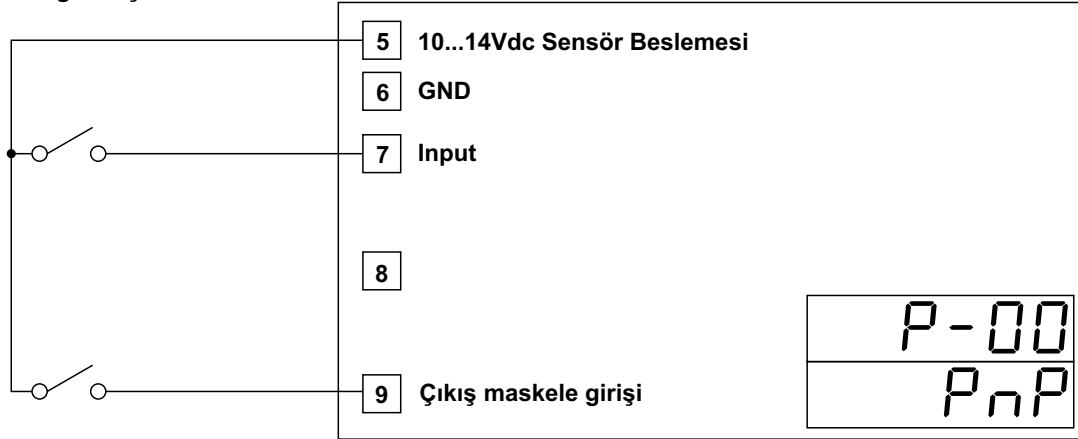 5 10...14Vdc Sensör Beslemesi
6 GND
7 Input
8
9 Çıkış maskele girişi
P-00
PnP